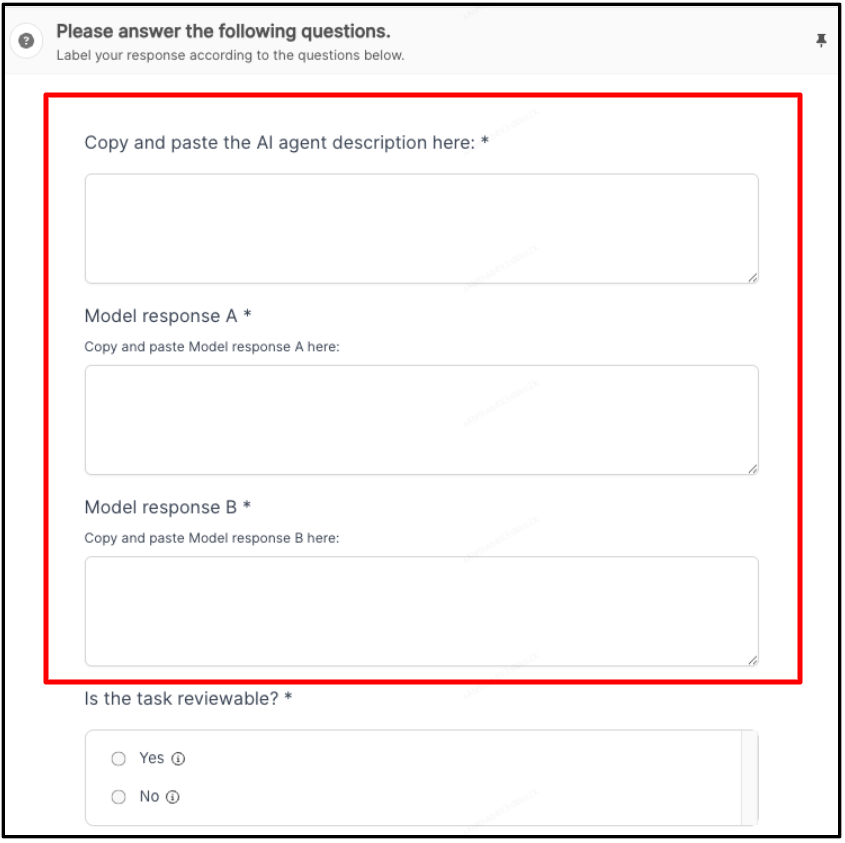 Please answer the following questions.
Label your response according to the questions below.
Copy and paste the AI agent description here: *
Model response A *
Copy and paste Model response A here:
Model response B *
Copy and paste Model response B here:
Is the task reviewable? *
Yes
No